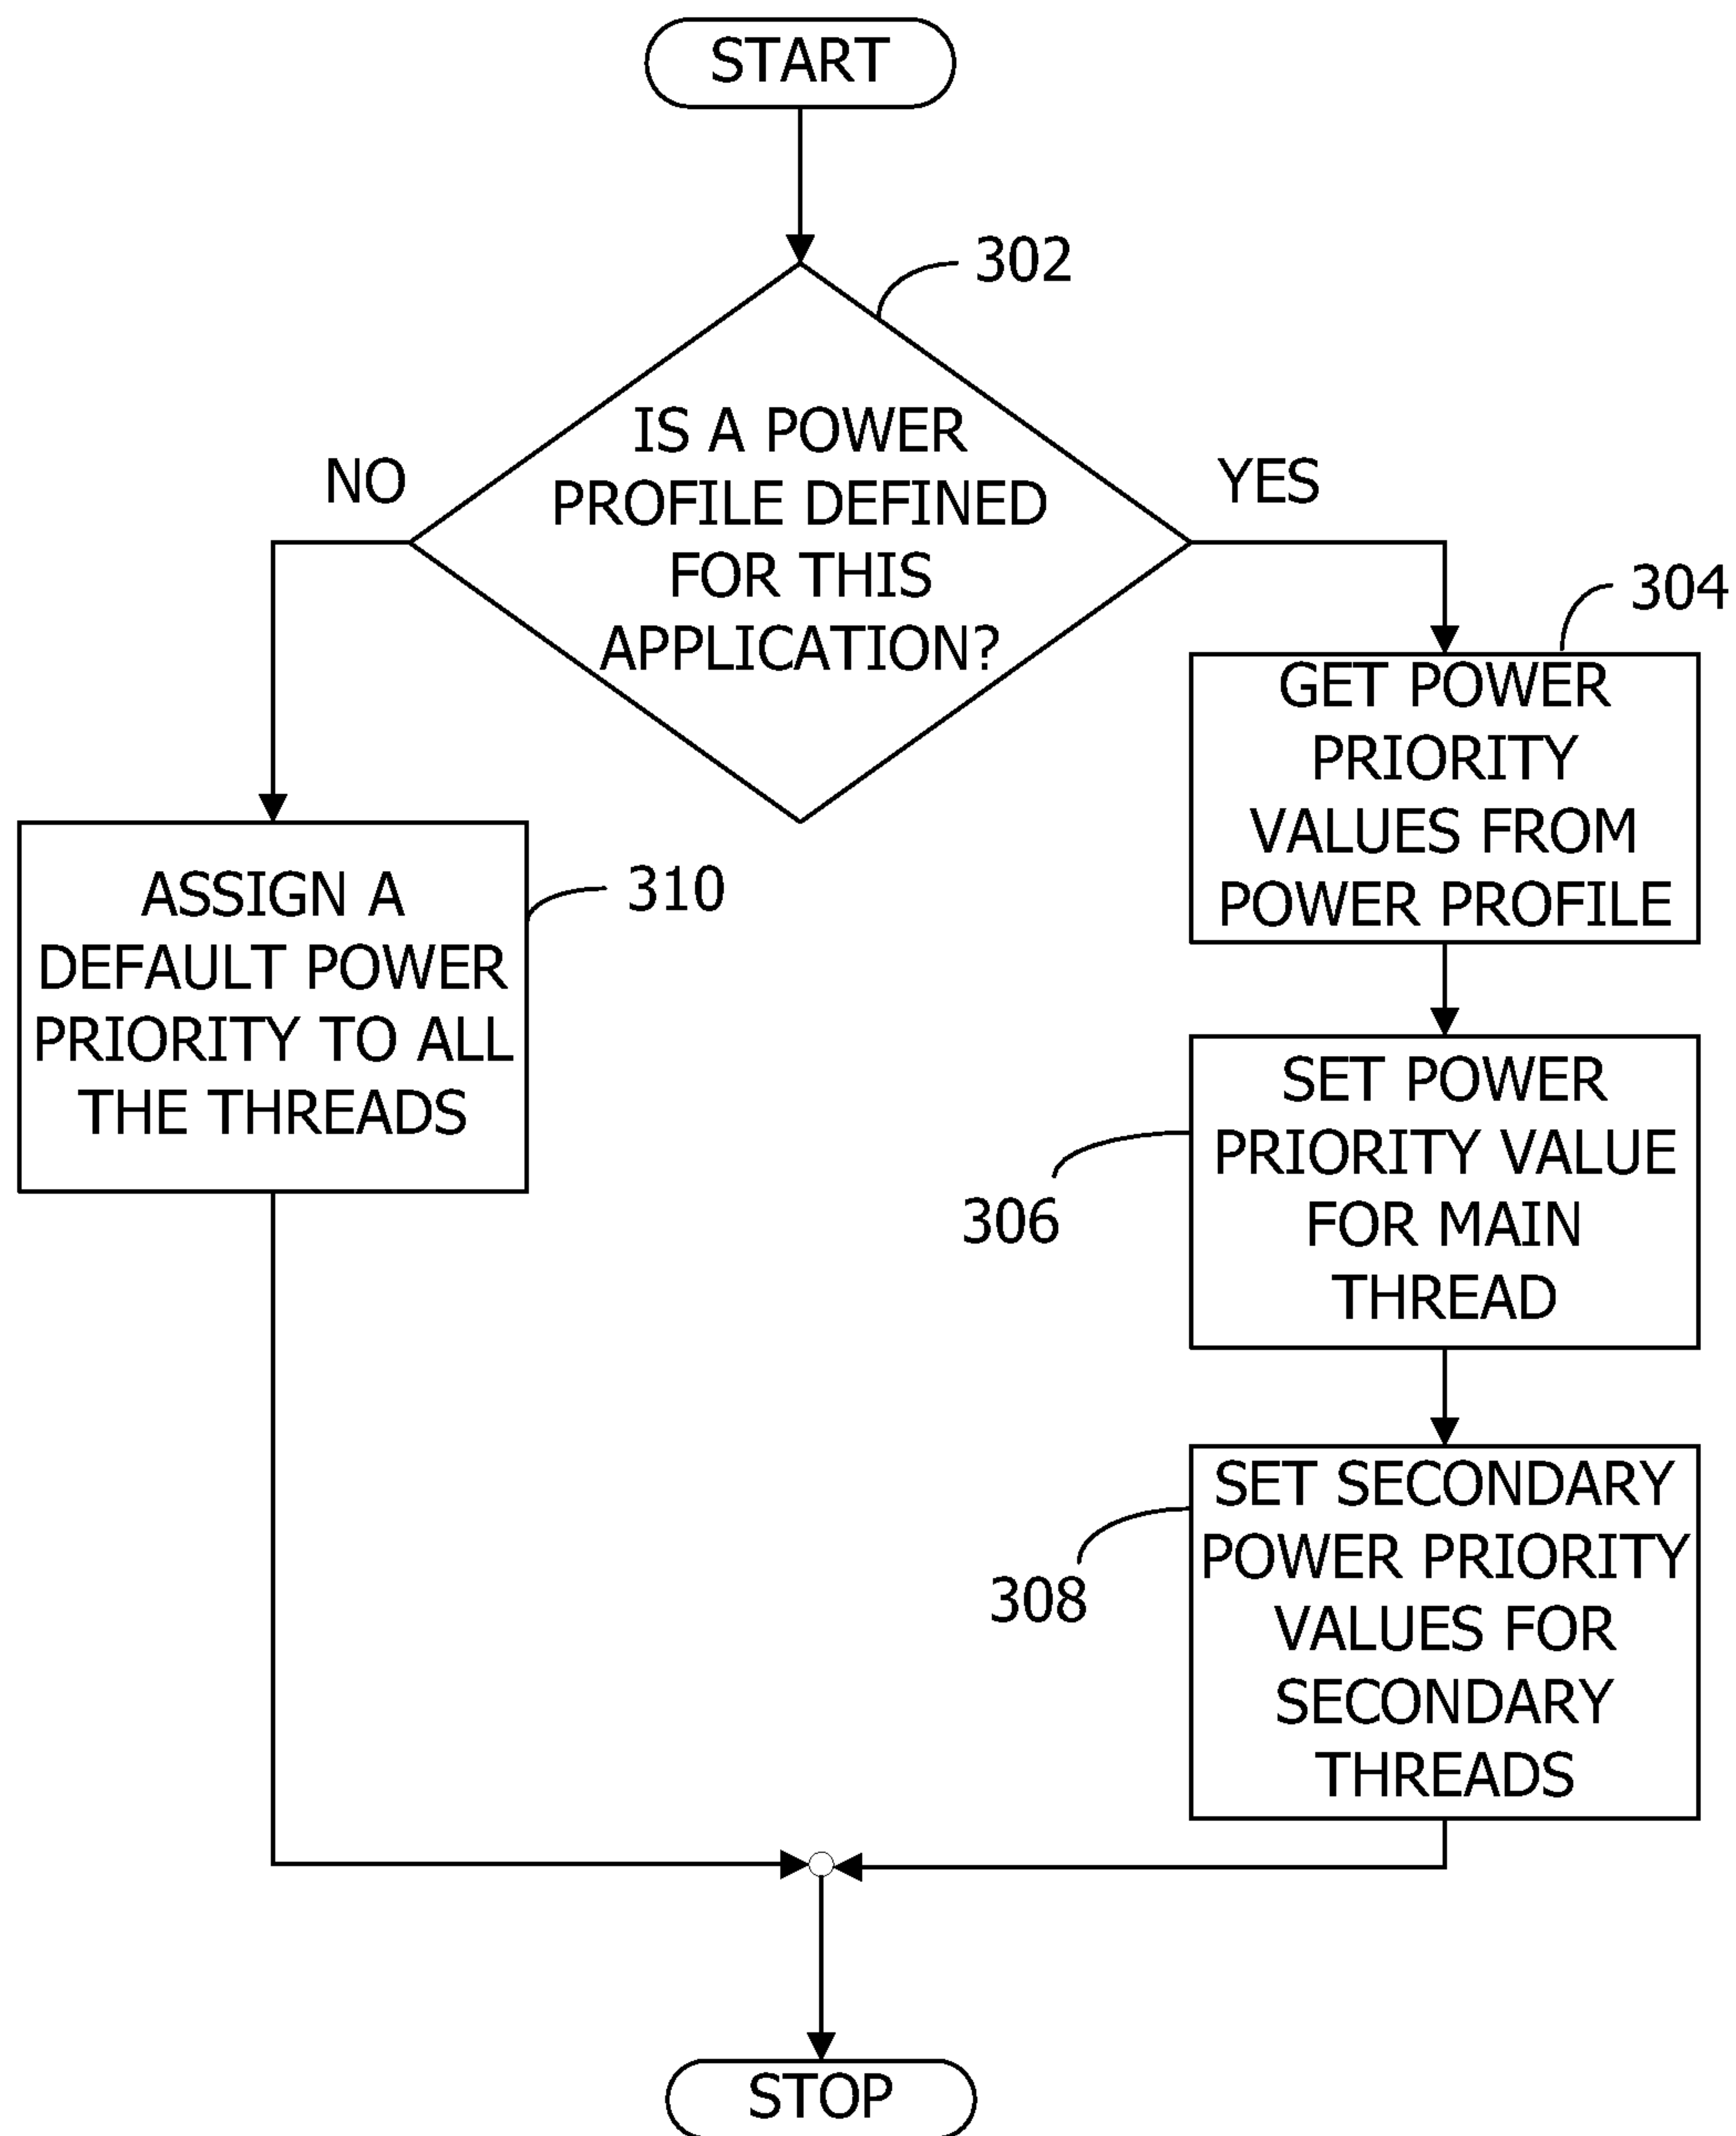 START
302
IS A POWER
PROFILE DEFINED
FOR THIS
APPLICATION?
NO
YES
304
GET POWER
PRIORITY
VALUES FROM
POWER PROFILE
310
ASSIGN A
DEFAULT POWER
PRIORITY TO ALL
THE THREADS
306
SET POWER
PRIORITY VALUE
FOR MAIN
THREAD
308
SET SECONDARY
POWER PRIORITY
VALUES FOR
SECONDARY
THREADS
STOP